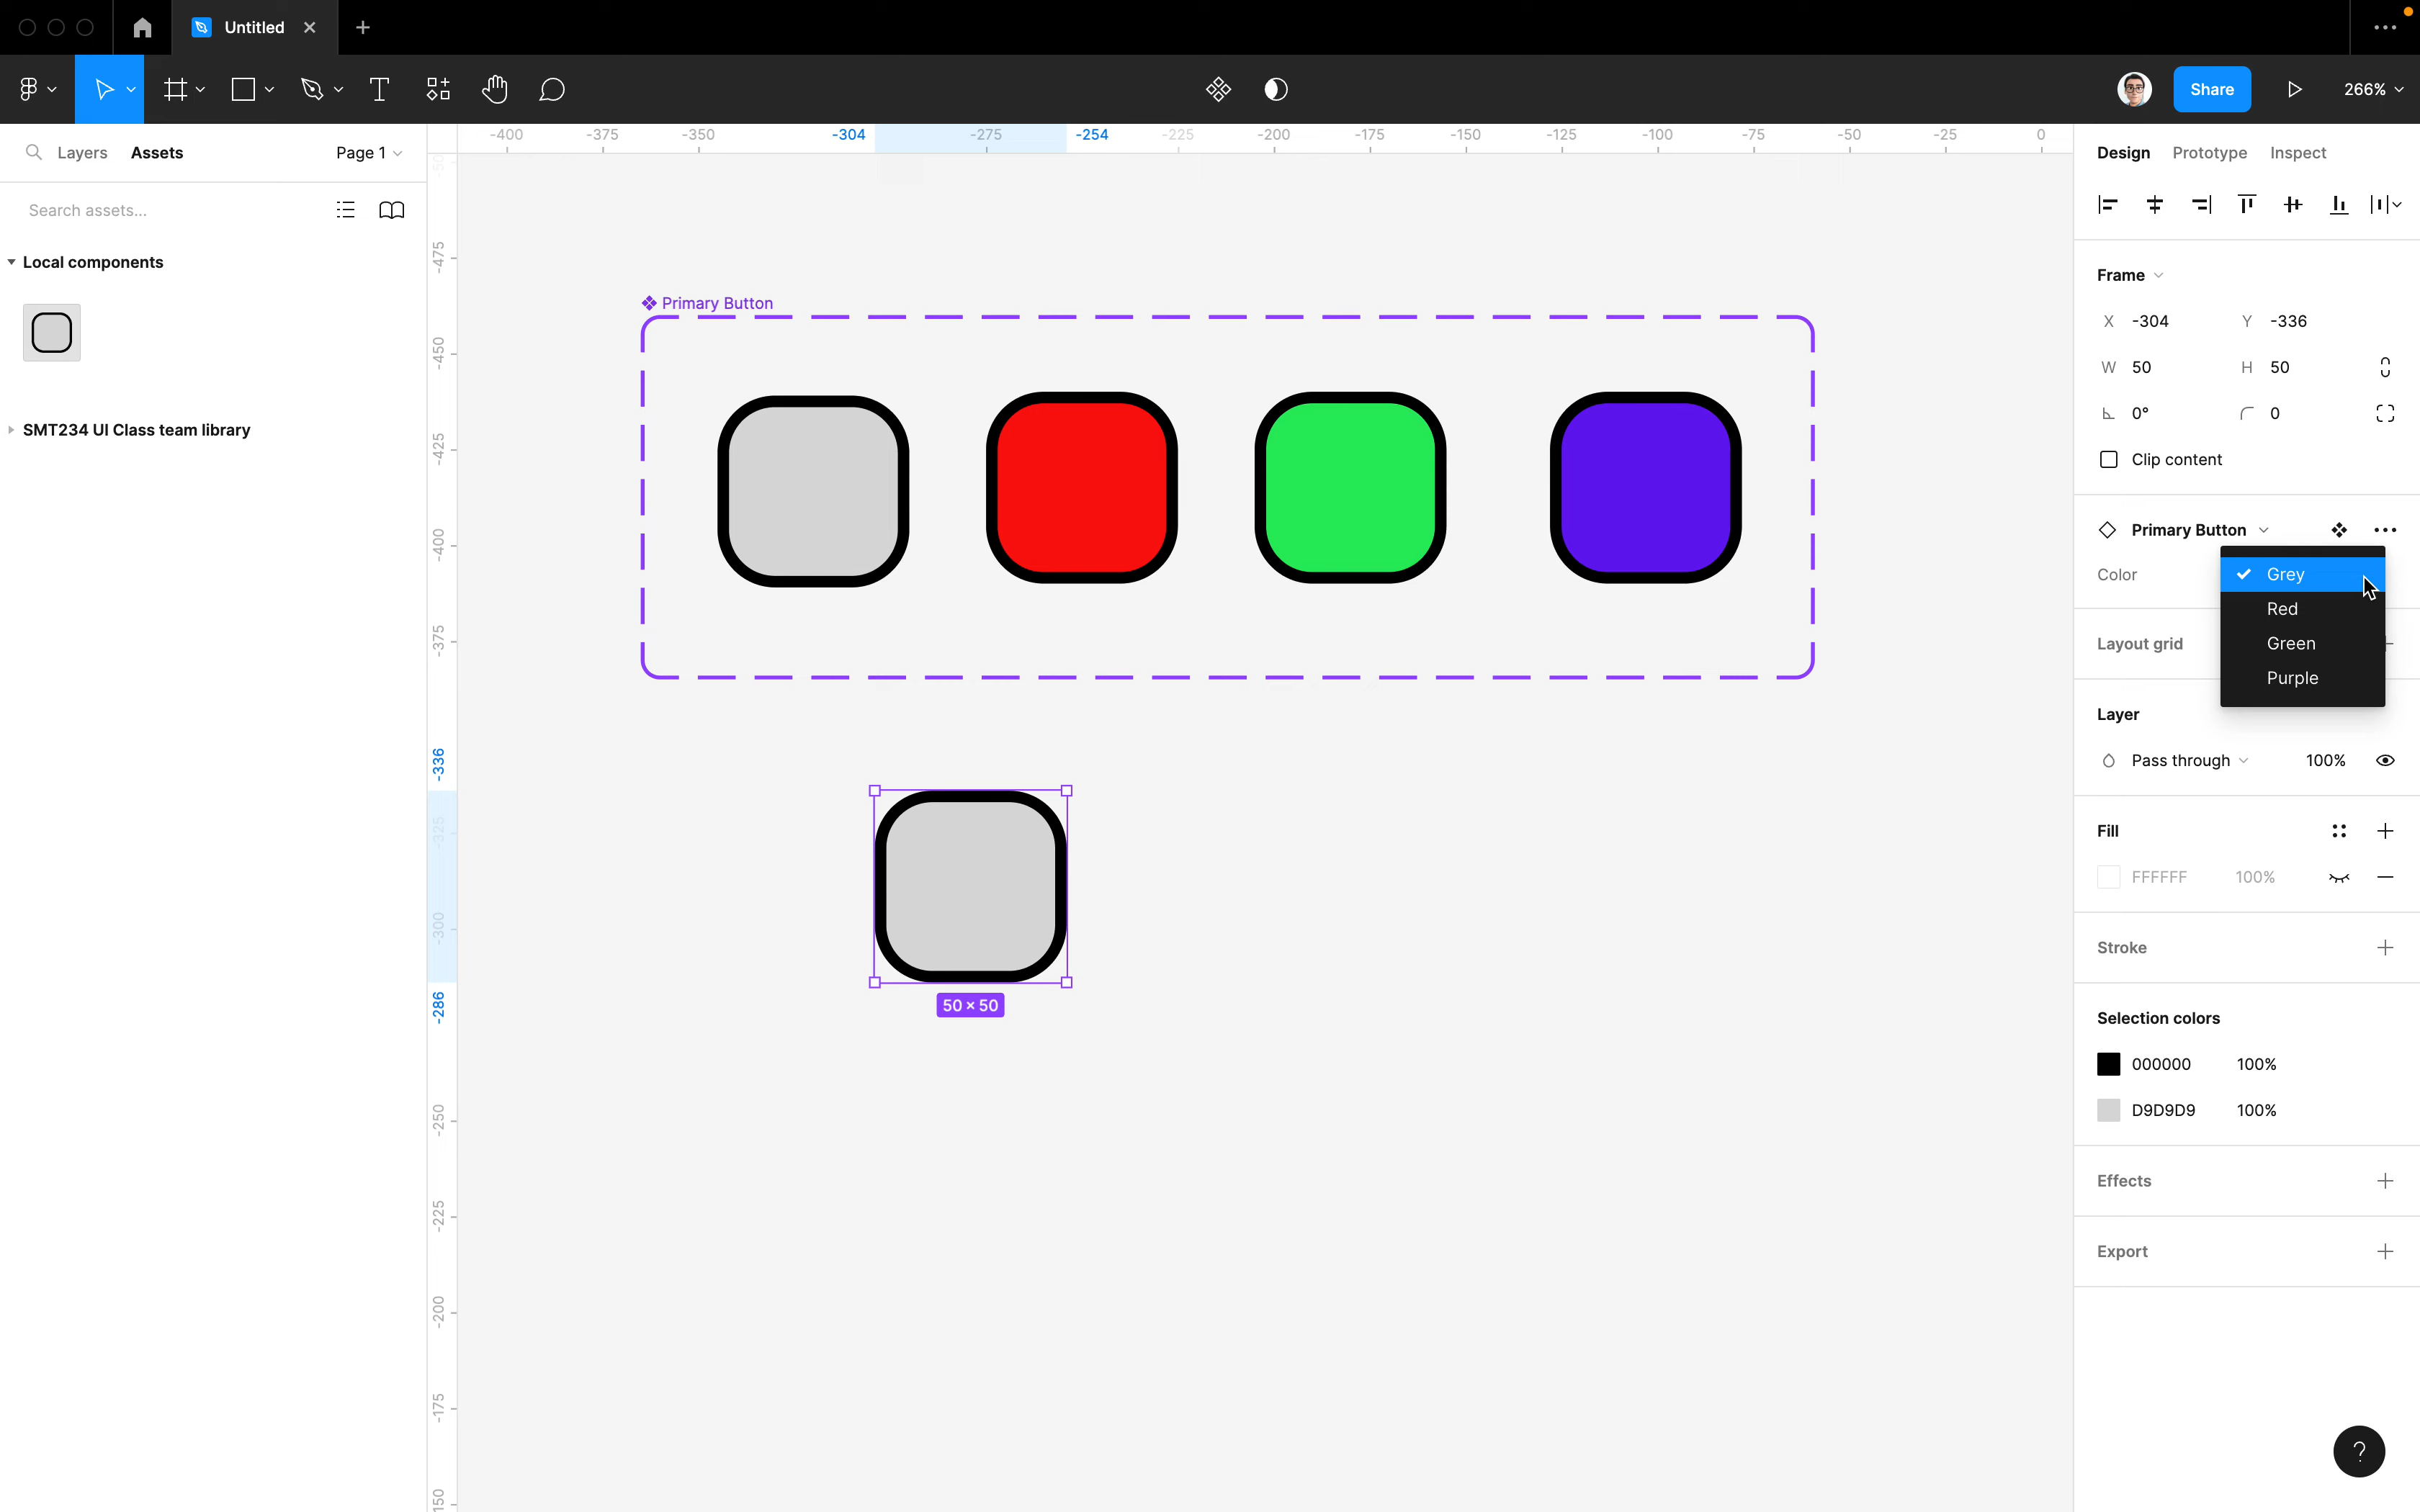 Untitled
Share
266%
Layers
Assets
Page 1
Search assets...
Local components
SMT234 UI Class team library
-400
-375
-350
-304
-275
-254
-225
-200
-175
-150
-125
-100
-75
-50
-25
0
-475
-450
-425
-400
-375
-336
-325
-300
-286
-250
-225
-200
-175
Primary Button
50 × 50
Design
Prototype
Inspect
Frame
X -304
Y -336
W 50
H 50
0°
0
Clip content
Primary Button
Color
Grey
Red
Green
Purple
Layout grid
Layer
Pass through
100%
Fill
FFFFFF
100%
Stroke
Selection colors
000000
100%
D9D9D9
100%
Effects
Export
?